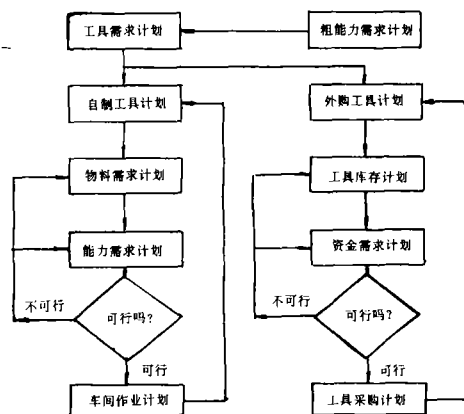 工具需求计划
粗能力需求计划
自制工具计划
外购工具计划
物料需求计划
工具库存计划
能力需求计划
资金需求计划
不可行
可行吗?
不可行
可行吗?
可行
可行
车间作业计划
工具采购计划